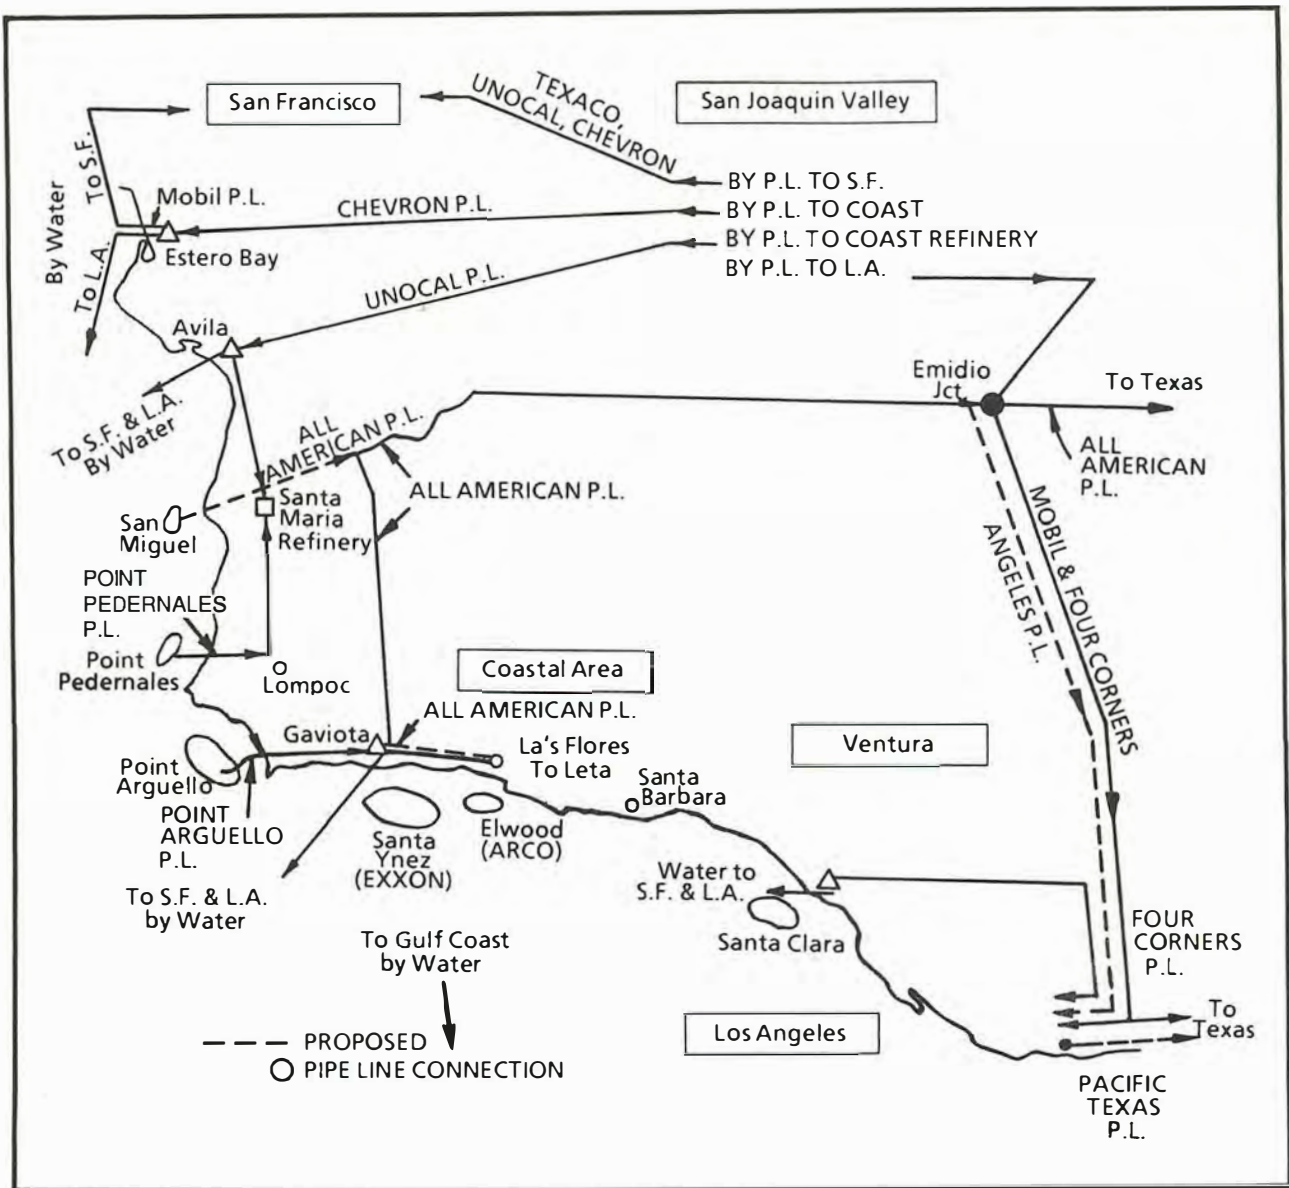 San Francisco
TEXACO,
UNOCAL, CHEVRON
San Joaquin Valley
BY P.L. TO S.F.
BY P.L. TO COAST
BY P.L. TO COAST REFINERY
BY P.L. TO L.A.
By Water
To S.F.
To L.A.
Mobil P.L.
Estero Bay
CHEVRON P.L.
UNOCAL P.L.
Avila
To S.F. & L.A.
By Water
ALL
AMERICAN P.L.
ALL AMERICAN P.L.
Emidio
Jct.
To Texas
ALL
AMERICAN
P.L.
San
Miguel
Santa
Maria
Refinery
MOBIL & FOUR CORNERS
ANGELES P.L.
POINT
PEDERNALES
P.L.
Point
Pedernales
Lompoc
Coastal Area
ALL AMERICAN P.L.
Gaviota
La's Flores
To Leta
Ventura
Point
Arguello
POINT
ARGUELLO
P.L.
Santa
Ynez
(EXXON)
Elwood
(ARCO)
Santa
Barbara
To S.F. & L.A.
by Water
Water to
S.F. & L.A.
Santa Clara
FOUR
CORNERS
P.L.
To Gulf Coast
by Water
Los Angeles
To
Texas
PACIFIC
TEXAS
P.L.
PROPOSED
PIPE LINE CONNECTION